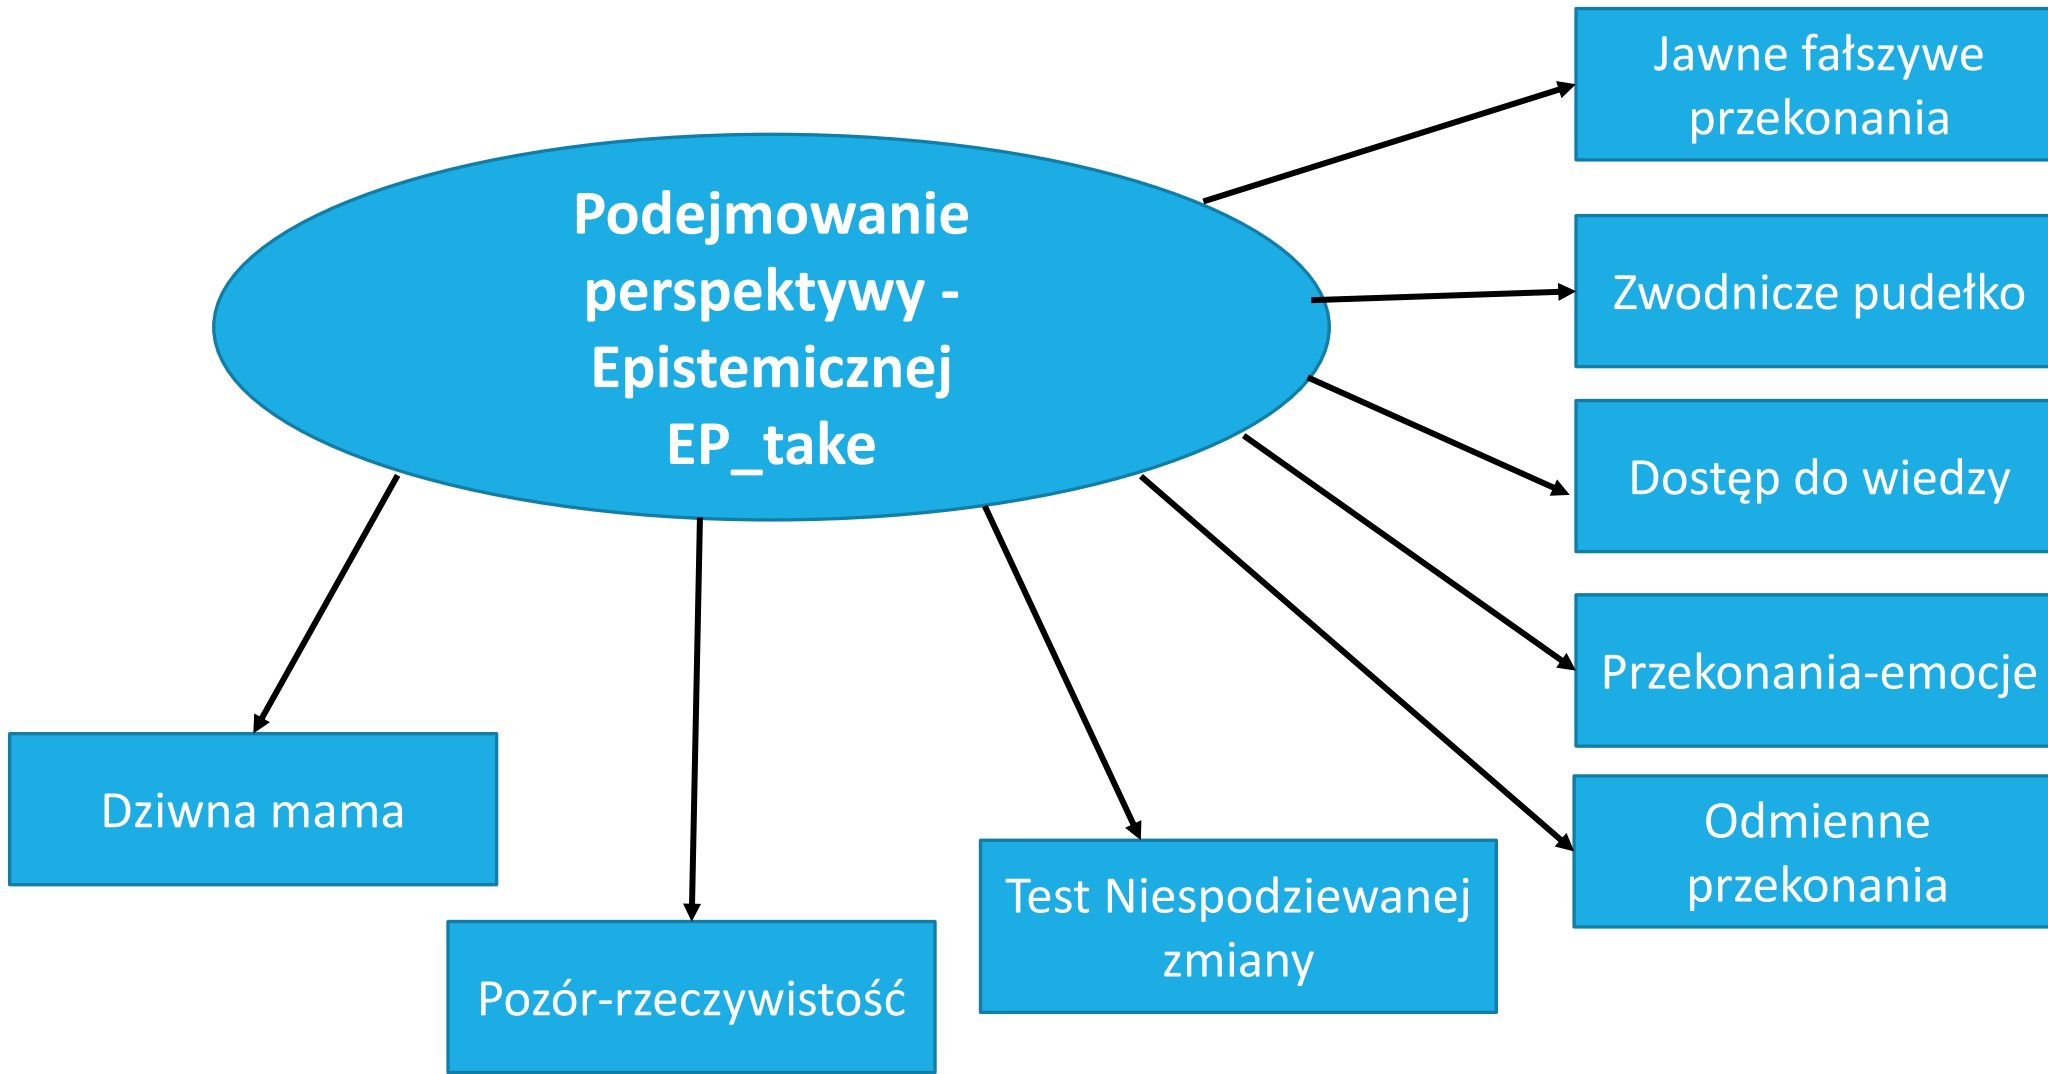 Jawne fałszywe
przekonania
Podejmowanie
perspektywy -
Epistemicznej
EP_take
Zwodnicze pudełko
Dostęp do wiedzy
Przekonania-emocje
Odmienne
przekonania
Dziwna mama
Test Niespodziewanej
zmiany
Pozór-rzeczywistość